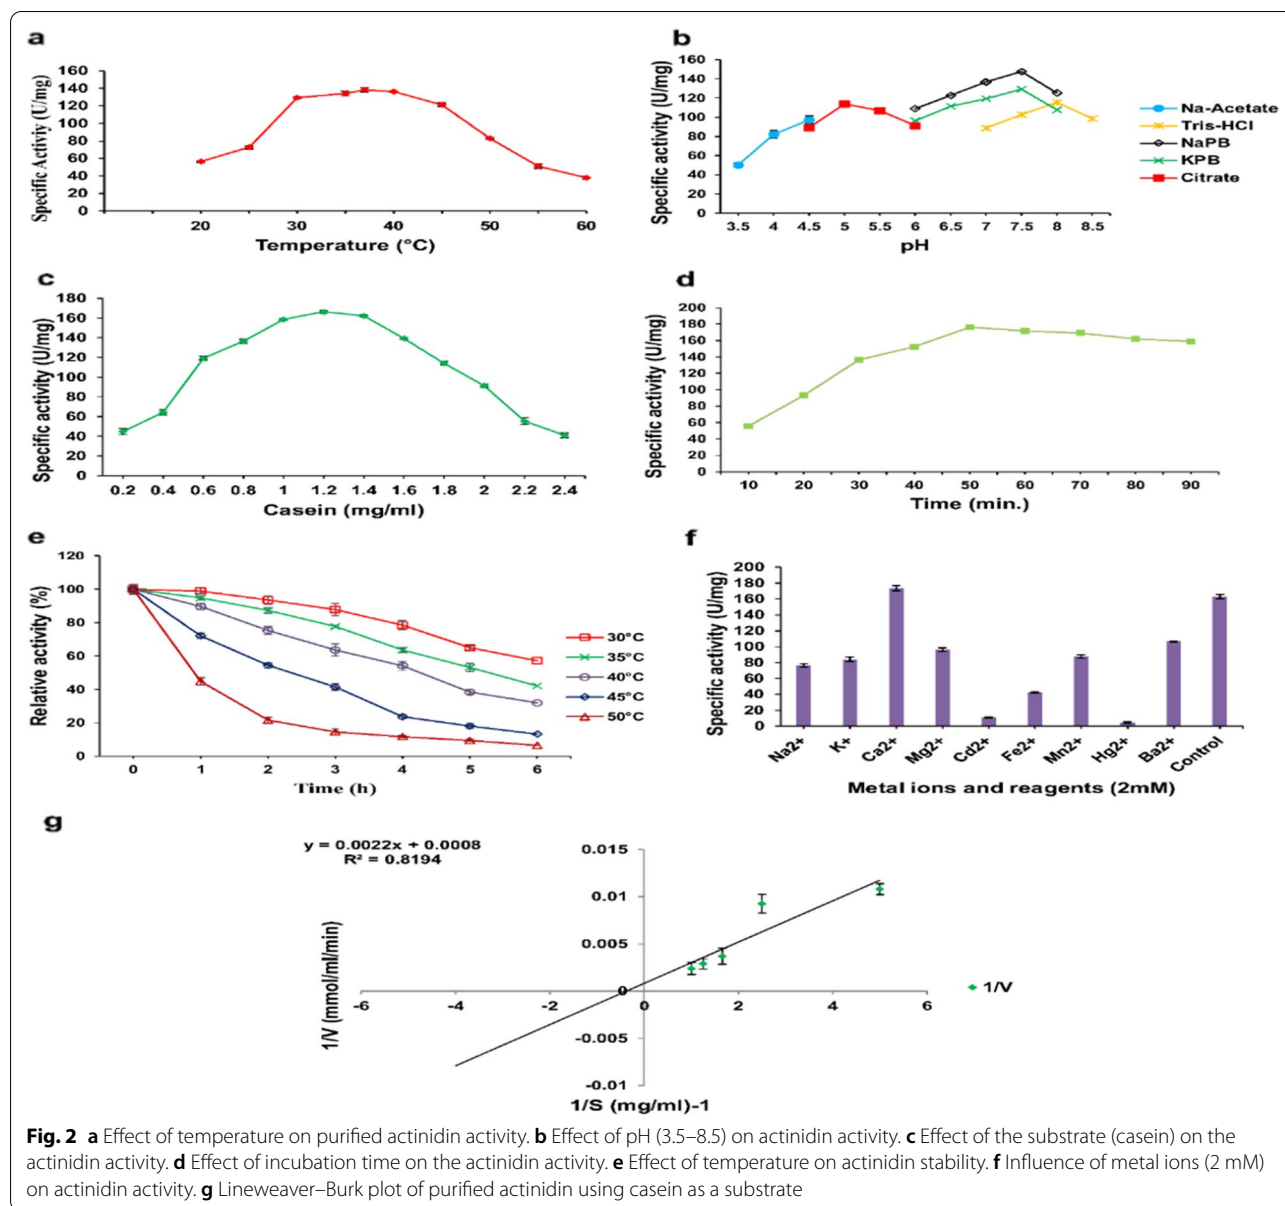 a
Specific Activity (U/mg)
160
140
120
100
80
60
40
20
0
20 30 40 50 60
Temperature (°C)
b
Specific activity (U/mg)
160
140
120
100
80
60
40
20
0
3.5 4 4.5 5 5.5 6 6.5 7 7.5 8 8.5
pH
Na-Acetate
Tris-HCl
NaPB
KPB
Citrate
c
Specific activity (U/mg)
180
160
140
120
100
80
60
40
20
0
0.2 0.4 0.6 0.8 1 1.2 1.4 1.6 1.8 2 2.2 2.4
Casein (mg/ml)
d
Specific activity (U/mg)
200
180
160
140
120
100
80
60
40
20
0
10 20 30 40 50 60 70 80 90
Time (min.)
e
Relative activity (%)
120
100
80
60
40
20
0
0 1 2 3 4 5 6
Time (h)
30°C
35°C
40°C
45°C
50°C
f
Specific activity (U/mg)
200
180
160
140
120
100
80
60
40
20
0
Na2+ K+ Ca2+ Mg2+ Cd2+ Fe2+ Mn2+ Hg2+ Ba2+ Control
Metal ions and reagents (2mM)
g
y = 0.0022x + 0.0008
R² = 0.8194
1/V (mmol/ml/min)
0.015
0.01
0.005
0
-0.005
-0.01
-6 -4 -2 0 2 4 6
1/V
1/S (mg/ml)-1
Fig. 2 a Effect of temperature on purified actinidin activity. b Effect of pH (3.5–8.5) on actinidin activity. c Effect of the substrate (casein) on the
actinidin activity. d Effect of incubation time on the actinidin activity. e Effect of temperature on actinidin stability. f Influence of metal ions (2 mM)
on actinidin activity. g Lineweaver–Burk plot of purified actinidin using casein as a substrate